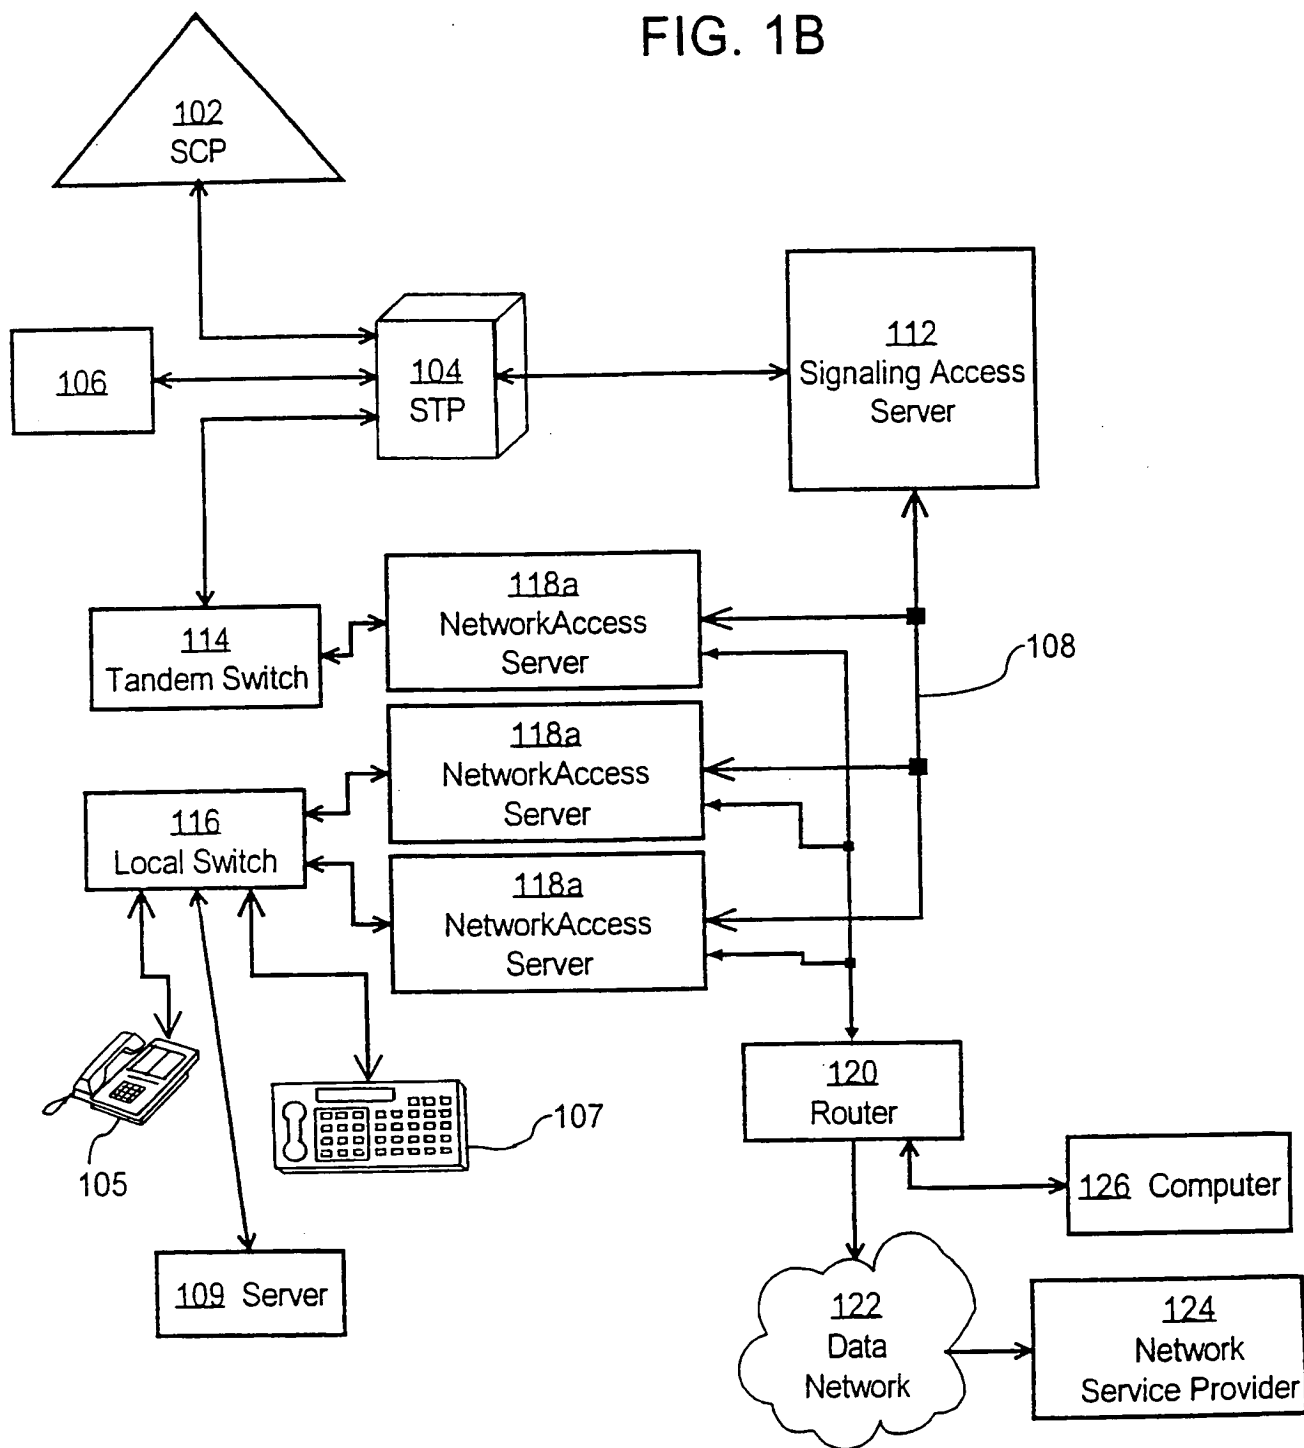 FIG. 1B
102
SCP
112
Signaling Access
Server
106
104
STP
118a
NetworkAccess
Server
114
Tandem Switch
108
118a
NetworkAccess
Server
116
Local Switch
118a
NetworkAccess
Server
120
Router
107
105
126 Computer
109 Server
122
Data
Network
124
Network
Service Provider